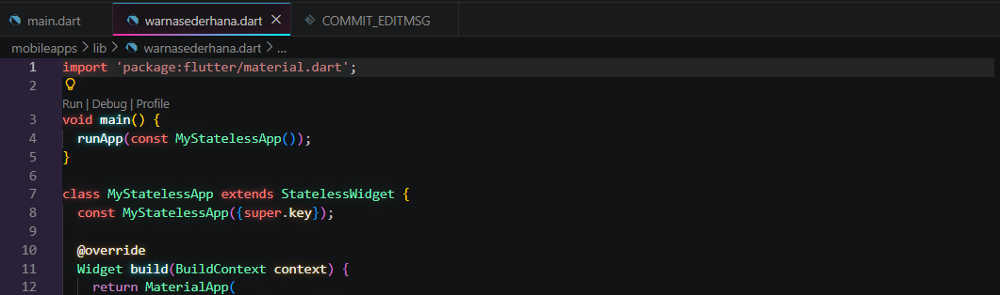 main.dart warnasederhana.dart COMMIT_EDITMSG
mobileapps > lib > warnasederhana.dart > ...
1 import 'package:flutter/material.dart';
2
Run | Debug | Profile
3 void main() {
4   runApp(const MyStatelessApp());
5 }
6
7 class MyStatelessApp extends StatelessWidget {
8   const MyStatelessApp({super.key});
9
10   @override
11   Widget build(BuildContext context) {
12     return MaterialApp(